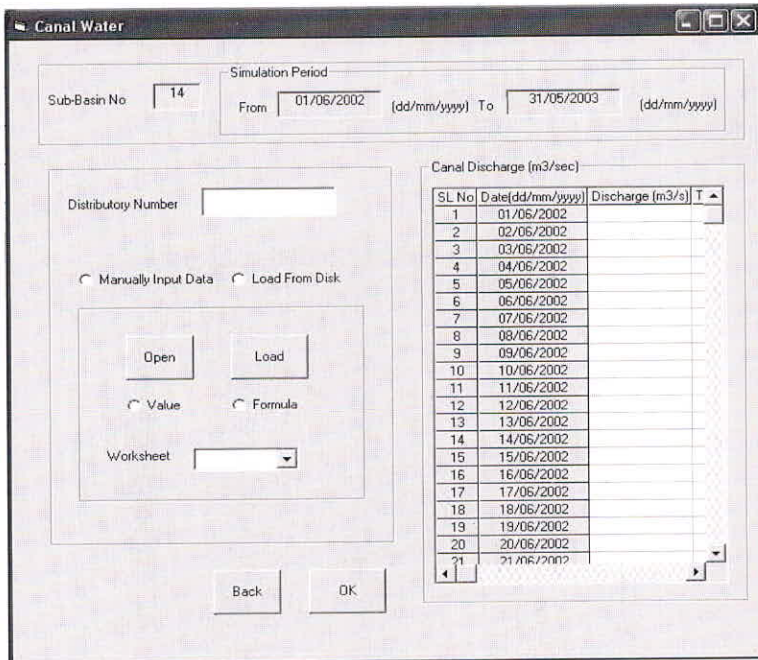 Canal Water
Simulation Period
Sub-Basin No 14
From 01/06/2002 (dd/mm/yyyy) To 31/05/2003 (dd/mm/yyyy)
Distributory Number
Manually Input Data Load From Disk
Open Load
Value Formula
Worksheet
Back OK
Canal Discharge (m3/sec)
SL No Date(dd/mm/yyyy) Discharge (m3/s) T
1 01/06/2002
2 02/06/2002
3 03/06/2002
4 04/06/2002
5 05/06/2002
6 06/06/2002
7 07/06/2002
8 08/06/2002
9 09/06/2002
10 10/06/2002
11 11/06/2002
12 12/06/2002
13 13/06/2002
14 14/06/2002
15 15/06/2002
16 16/06/2002
17 17/06/2002
18 18/06/2002
19 19/06/2002
20 20/06/2002
21 21/06/2002